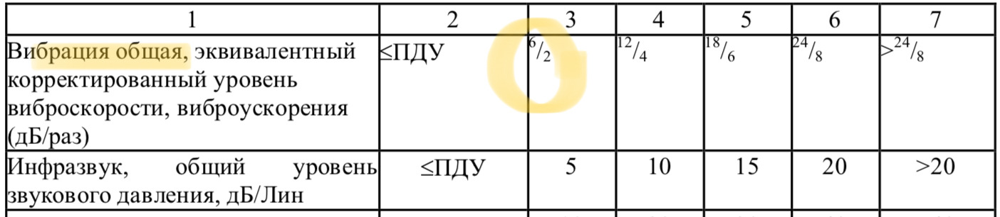 1 2 3 4 5 6 7
Вибрация общая, эквивалентный ≤ПДУ 6/2 12/4 18/6 24/8 >24/8
корректированный уровень
виброскорости, виброускорения
(дБ/раз)
Инфразвук, общий уровень ≤ПДУ 5 10 15 20 >20
звукового давления, дБ/Лин